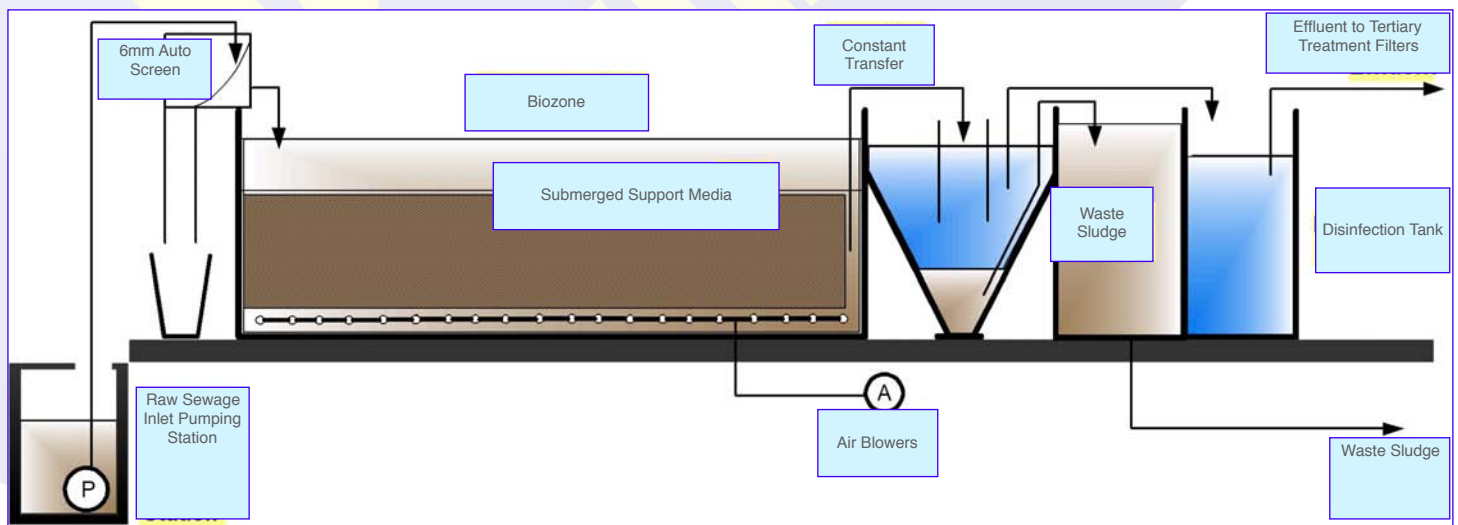 6mm Auto
Screen
Biozone
Constant
Transfer
Effluent to Tertiary
Treatment Filters
Submerged Support Media
Waste
Sludge
Disinfection Tank
Raw Sewage
Inlet Pumping
Station
P
A
Air Blowers
Waste Sludge
Station